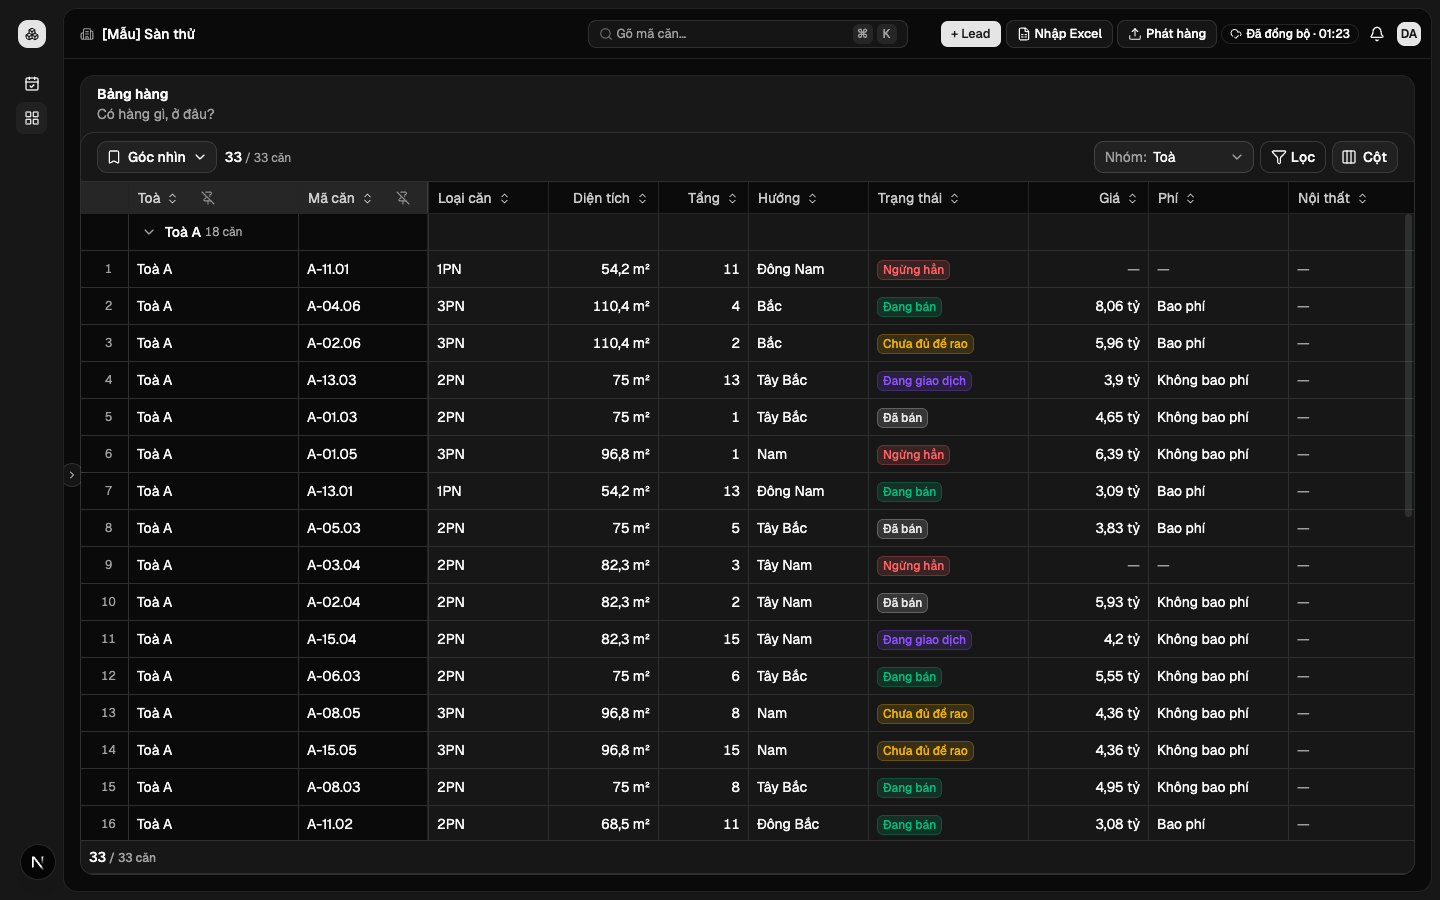 [Mẫu] Sàn thử
Gõ mã căn...
⌘ K
+ Lead
Nhập Excel
Phát hàng
Đã đồng bộ · 01:23
DA
Bảng hàng
Có hàng gì, ở đâu?
Góc nhìn
33 / 33 căn
Nhóm: Toà
Lọc
Cột
Toà Mã căn Loại căn Diện tích Tầng Hướng Trạng thái Giá Phí Nội thất
Toà A 18 căn
1 Toà A A-11.01 1PN 54,2 m² 11 Đông Nam Ngừng hẳn — — —
2 Toà A A-04.06 3PN 110,4 m² 4 Bắc Đang bán 8,06 tỷ Bao phí —
3 Toà A A-02.06 3PN 110,4 m² 2 Bắc Chưa đủ để rao 5,96 tỷ Bao phí —
4 Toà A A-13.03 2PN 75 m² 13 Tây Bắc Đang giao dịch 3,9 tỷ Không bao phí —
5 Toà A A-01.03 2PN 75 m² 1 Tây Bắc Đã bán 4,65 tỷ Không bao phí —
6 Toà A A-01.05 3PN 96,8 m² 1 Nam Ngừng hẳn 6,39 tỷ Không bao phí —
7 Toà A A-13.01 1PN 54,2 m² 13 Đông Nam Đang bán 3,09 tỷ Bao phí —
8 Toà A A-05.03 2PN 75 m² 5 Tây Bắc Đã bán 3,83 tỷ Bao phí —
9 Toà A A-03.04 2PN 82,3 m² 3 Tây Nam Ngừng hẳn — — —
10 Toà A A-02.04 2PN 82,3 m² 2 Tây Nam Đã bán 5,93 tỷ Không bao phí —
11 Toà A A-15.04 2PN 82,3 m² 15 Tây Nam Đang giao dịch 4,2 tỷ Không bao phí —
12 Toà A A-06.03 2PN 75 m² 6 Tây Bắc Đang bán 5,55 tỷ Không bao phí —
13 Toà A A-08.05 3PN 96,8 m² 8 Nam Chưa đủ để rao 4,36 tỷ Không bao phí —
14 Toà A A-15.05 3PN 96,8 m² 15 Nam Chưa đủ để rao 4,36 tỷ Không bao phí —
15 Toà A A-08.03 2PN 75 m² 8 Tây Bắc Đang bán 4,95 tỷ Không bao phí —
16 Toà A A-11.02 2PN 68,5 m² 11 Đông Bắc Đang bán 3,08 tỷ Bao phí —
33 / 33 căn
N